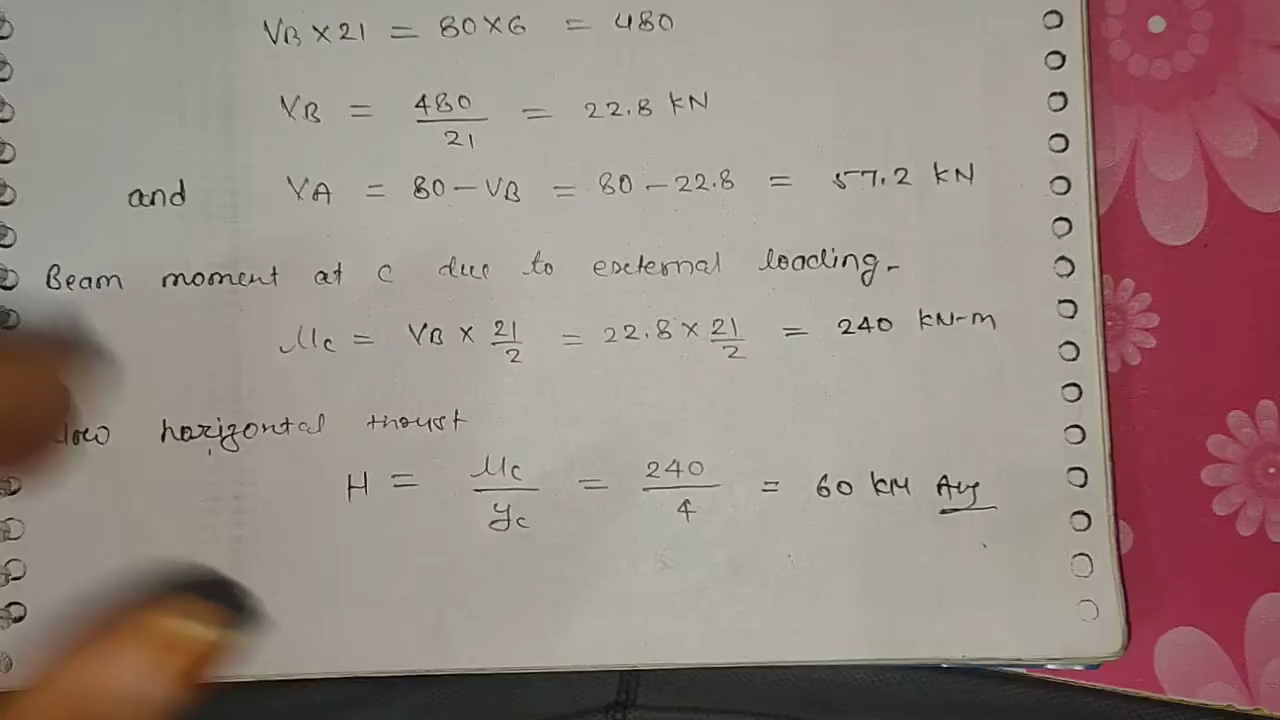 VB × 21 = 80×6 = 480
VB = 480/21 = 22.8 KN
and VA = 80 - VB = 80 - 22.8 = 57.2 KN
Beam moment at C due to external loading-
Mc = VB × 21/2 = 22.8 × 21/2 = 240 KN-m
horizontal thrust
H = Mc/yc = 240/4 = 60 KN Ans